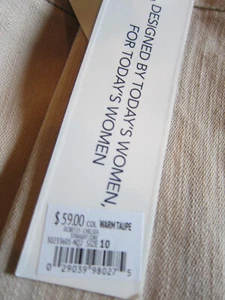 DESIGNED BY TODAY'S WOMEN,
FOR TODAY'S WOMEN
$59.00 COL WARM TAUPE
SIZE 10
0 29039 98027 5